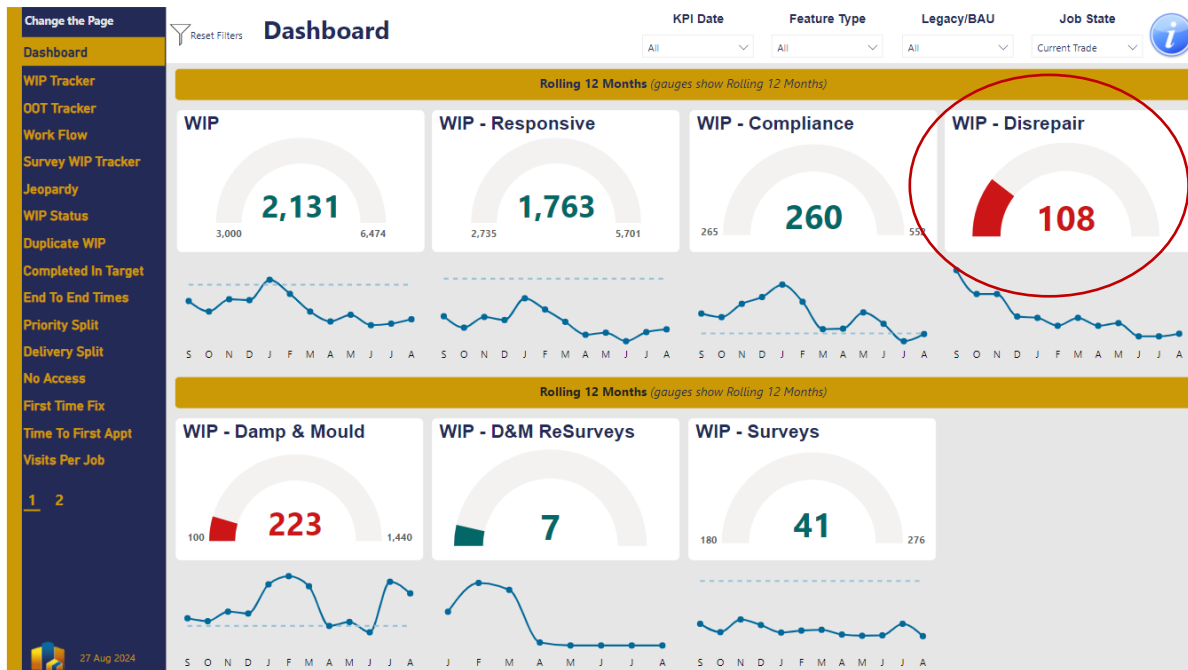 Change the Page
Dashboard
WIP Tracker
OOT Tracker
Work Flow
Survey WIP Tracker
Jeopardy
WIP Status
Duplicate WIP
Completed In Target
End To End Times
Priority Split
Delivery Split
No Access
First Time Fix
Time To First Appt
Visits Per Job
1 2
27 Aug 2024
Reset Filters
Dashboard
KPI Date Feature Type Legacy/BAU Job State
All All All Current Trade
i
Rolling 12 Months (gauges show Rolling 12 Months)
WIP
2,131
3,000 6,474
S O N D J F M A M J J A
WIP - Responsive
1,763
2,735 5,701
S O N D J F M A M J J A
WIP - Compliance
260
265 552
S O N D J F M A M J J A
WIP - Disrepair
108
S O N D J F M A M J J A
Rolling 12 Months (gauges show Rolling 12 Months)
WIP - Damp & Mould
223
100 1,440
S O N D J F M A M J J A
WIP - D&M ReSurveys
7
J F M A M J J A
WIP - Surveys
41
180 276
S O N D J F M A M J J A